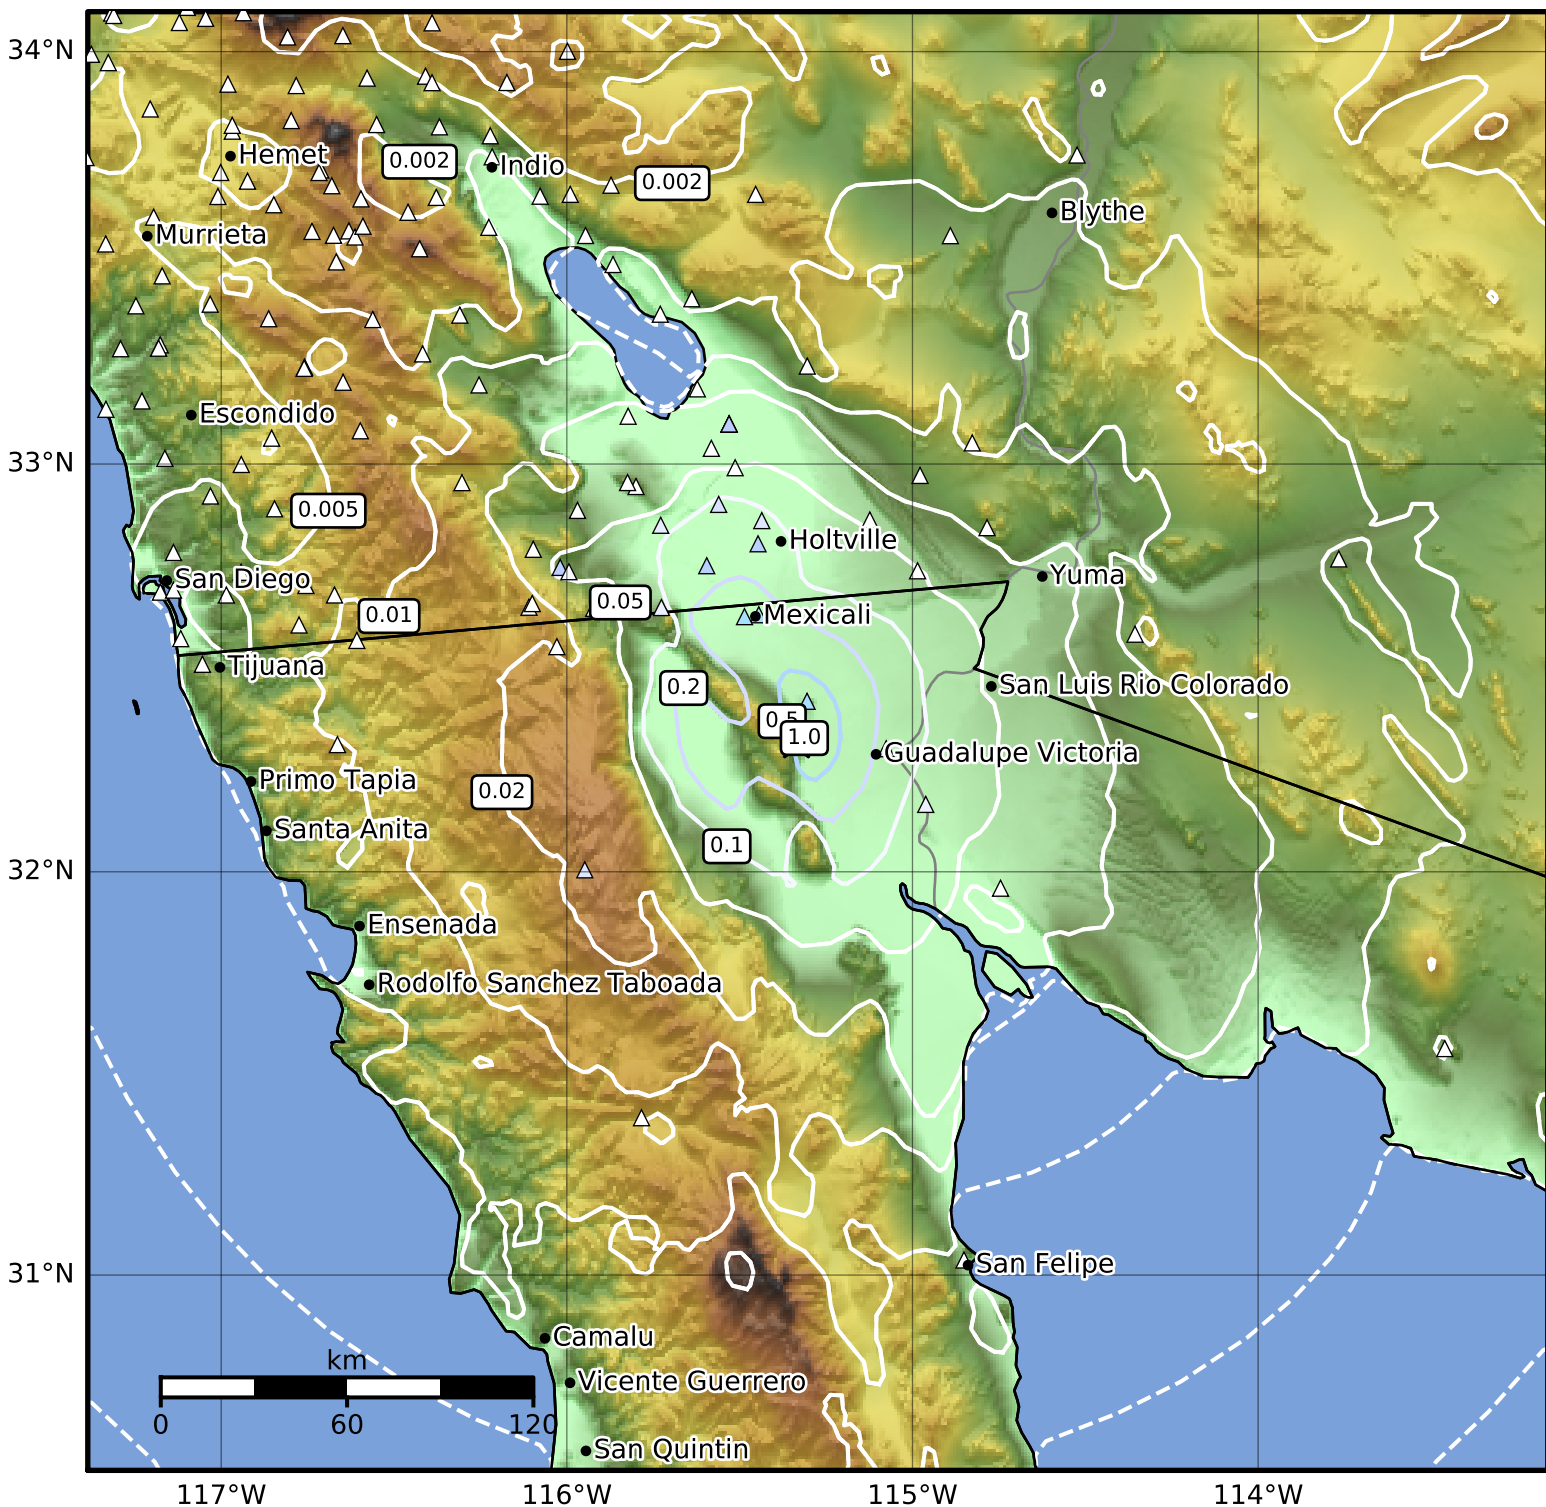 34°N
Hemet
0.002
Indio
0.002
Blythe
Murrieta
Escondido
33°N
0.005
Holtville
San Diego
Yuma
0.01
0.05
Mexicali
Tijuana
0.2
San Luis Rio Colorado
0.5
1.0
Guadalupe Victoria
Primo Tapia
0.02
Santa Anita
0.1
32°N
Ensenada
Rodolfo Sanchez Taboada
31°N
San Felipe
Camalu
km
Vicente Guerrero
0 60 120
San Quintin
117°W 116°W 115°W 114°W